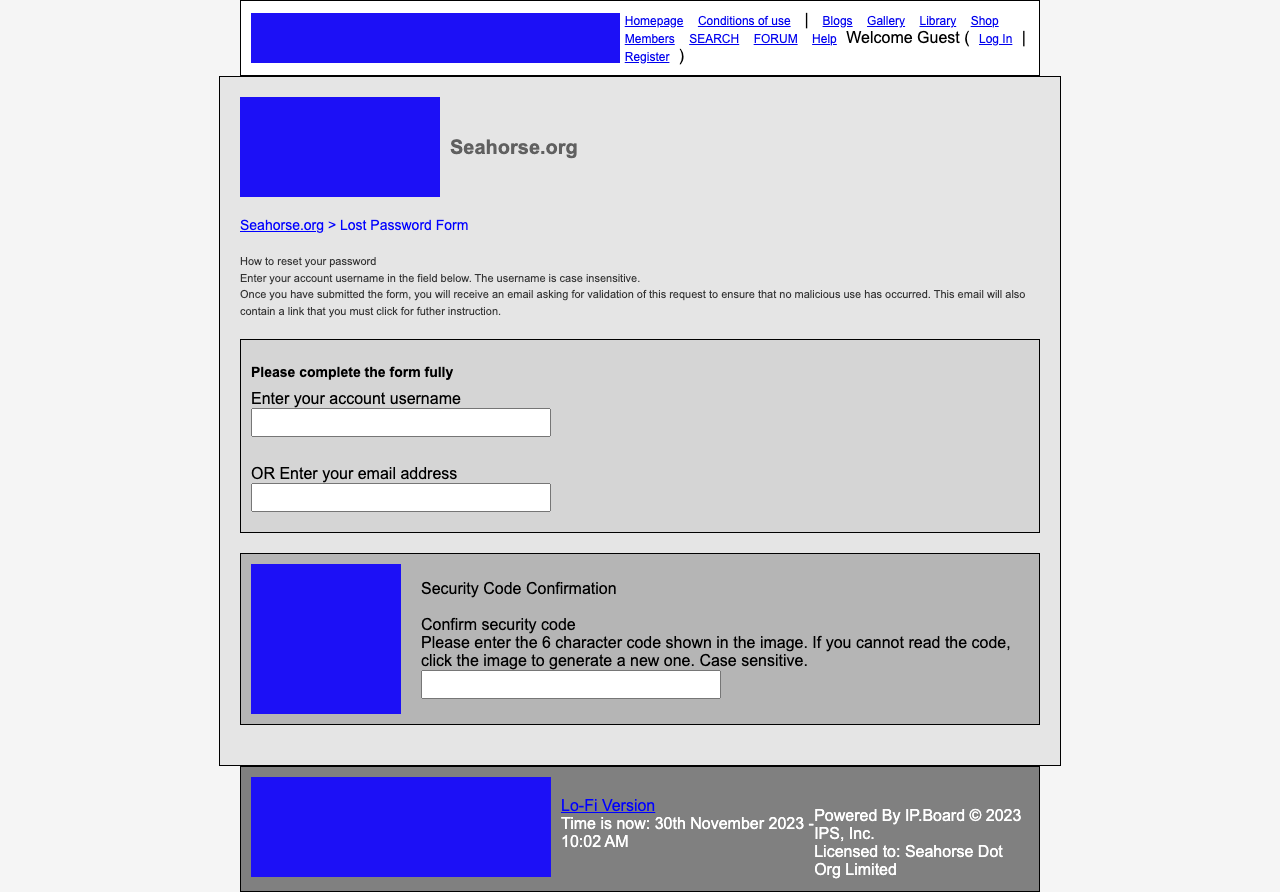 Homepage Conditions of use | Blogs Gallery Library Shop
Members SEARCH FORUM Help Welcome Guest ( Log In |
Register )
Seahorse.org
Seahorse.org > Lost Password Form
How to reset your password
Enter your account username in the field below. The username is case insensitive.
Once you have submitted the form, you will receive an email asking for validation of this request to ensure that no malicious use has occurred. This email will also
contain a link that you must click for futher instruction.
Please complete the form fully
Enter your account username
OR Enter your email address
Security Code Confirmation
Confirm security code
Please enter the 6 character code shown in the image. If you cannot read the code,
click the image to generate a new one. Case sensitive.
Lo-Fi Version
Time is now: 30th November 2023 -
10:02 AM
Powered By IP.Board © 2023
IPS, Inc.
Licensed to: Seahorse Dot
Org Limited